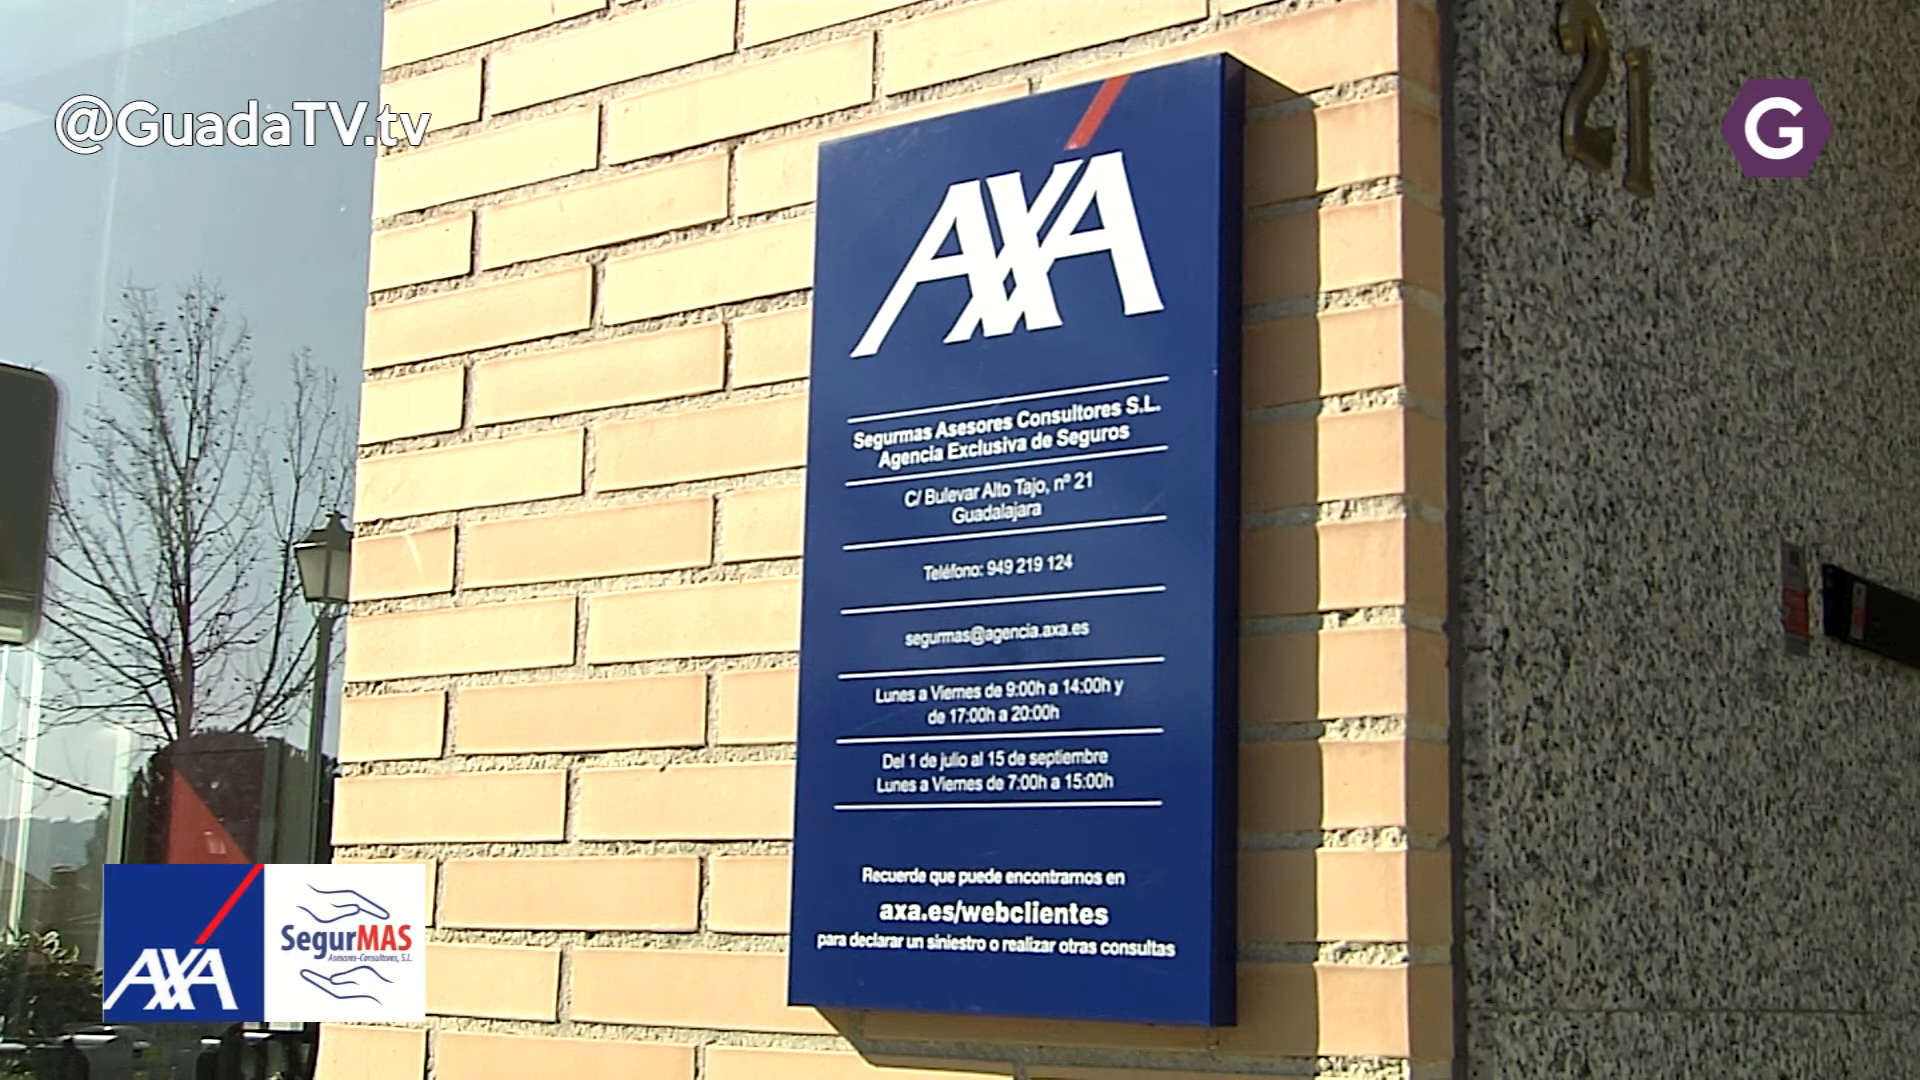 @GuadaTV.tv
G
21
AXA
Segurmas Asesores Consultores S.L.
Agencia Exclusiva de Seguros
C/ Bulevar Alto Tajo, nº 21
Guadalajara
Teléfono: 949 219 124
segurmas@agencia.axa.es
Lunes a Viernes de 9:00h a 14:00h y
de 17:00h a 20:00h
Del 1 de julio al 15 de septiembre
Lunes a Viernes de 7:00h a 15:00h
Recuerde que puede encontrarnos en
axa.es/webclientes
para declarar un siniestro o realizar otras consultas
AXA
SegurMAS
Asesores-Consultores, S.L.